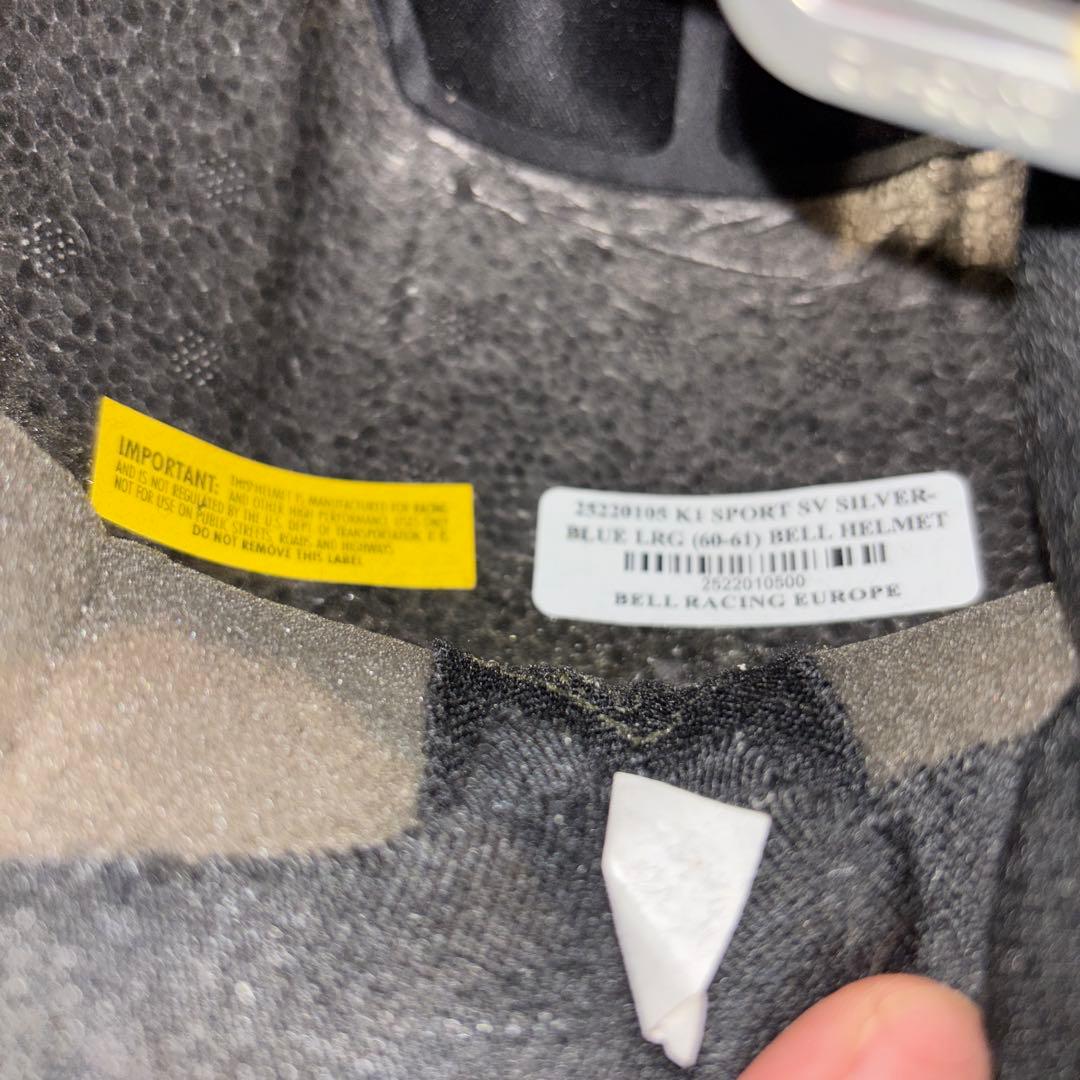 IMPORTANT: THIS HELMET IS MANUFACTURED FOR RACING
AND OTHER HIGH PERFORMANCE USES ONLY
AND IS NOT REGULATED BY THE U.S. DEPT. OF TRANSPORTATION. IT IS
NOT FOR USE ON PUBLIC STREETS, ROADS AND HIGHWAYS
DO NOT REMOVE THIS LABEL
25220105 K1 SPORT SV SILVER-
BLUE LRG (60-61) BELL HELMET
2522010500
BELL RACING EUROPE